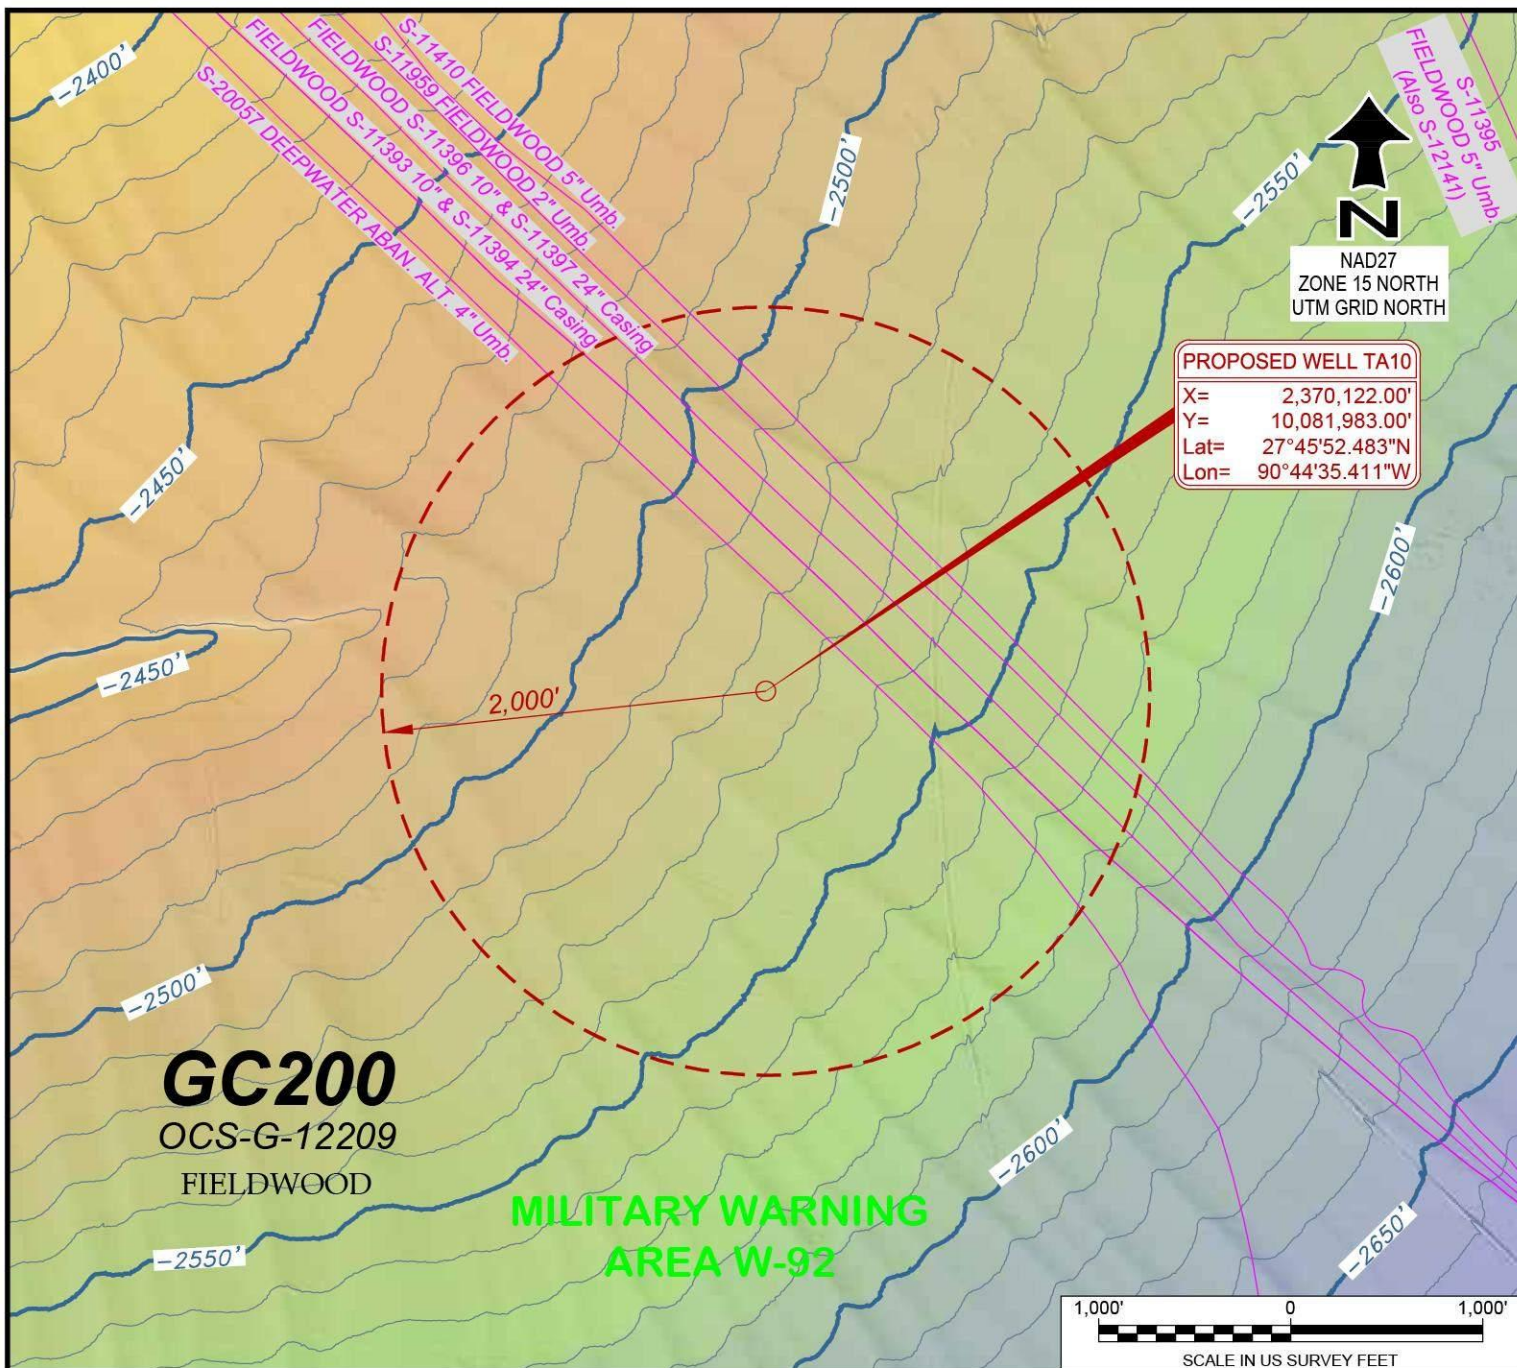 -2400'
S-11410 FIELDWOOD 5" Umb.
S-11959 FIELDWOOD 2" Umb.
FIELDWOOD S-11396 10" & S-11397 24" Casing
FIELDWOOD S-11393 10" & S-11394 24" Casing
S-20057 DEEPWATER ABAN. ALT. 4" Umb.
-2500'
-2550'
S-11395
FIELDWOOD 5" Umb.
(Also S-12141)
N
NAD27
ZONE 15 NORTH
UTM GRID NORTH
PROPOSED WELL TA10
X= 2,370,122.00'
Y= 10,081,983.00'
Lat= 27°45'52.483"N
Lon= 90°44'35.411"W
-2450'
-2600'
-2450'
2,000'
-2500'
GC200
OCS-G-12209
FIELDWOOD
-2600'
MILITARY WARNING
AREA W-92
-2550'
-2650'
1,000' 0 1,000'
SCALE IN US SURVEY FEET